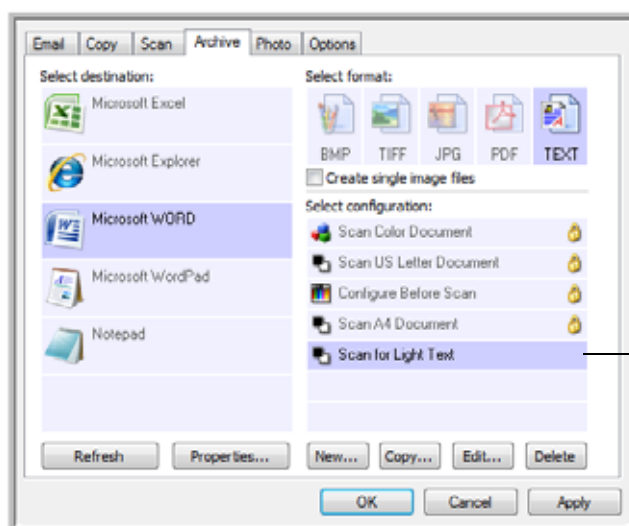 Email Copy Scan Archive Photo Options
Select destination:
Microsoft Excel
Microsoft Explorer
Microsoft WORD
Microsoft WordPad
Notepad
Refresh Properties...
Select format:
BMP TIFF JPG PDF TEXT
Create single image files
Select configuration:
Scan Color Document
Scan US Letter Document
Configure Before Scan
Scan A4 Document
Scan for Light Text
New... Copy... Edit... Delete
OK Cancel Apply